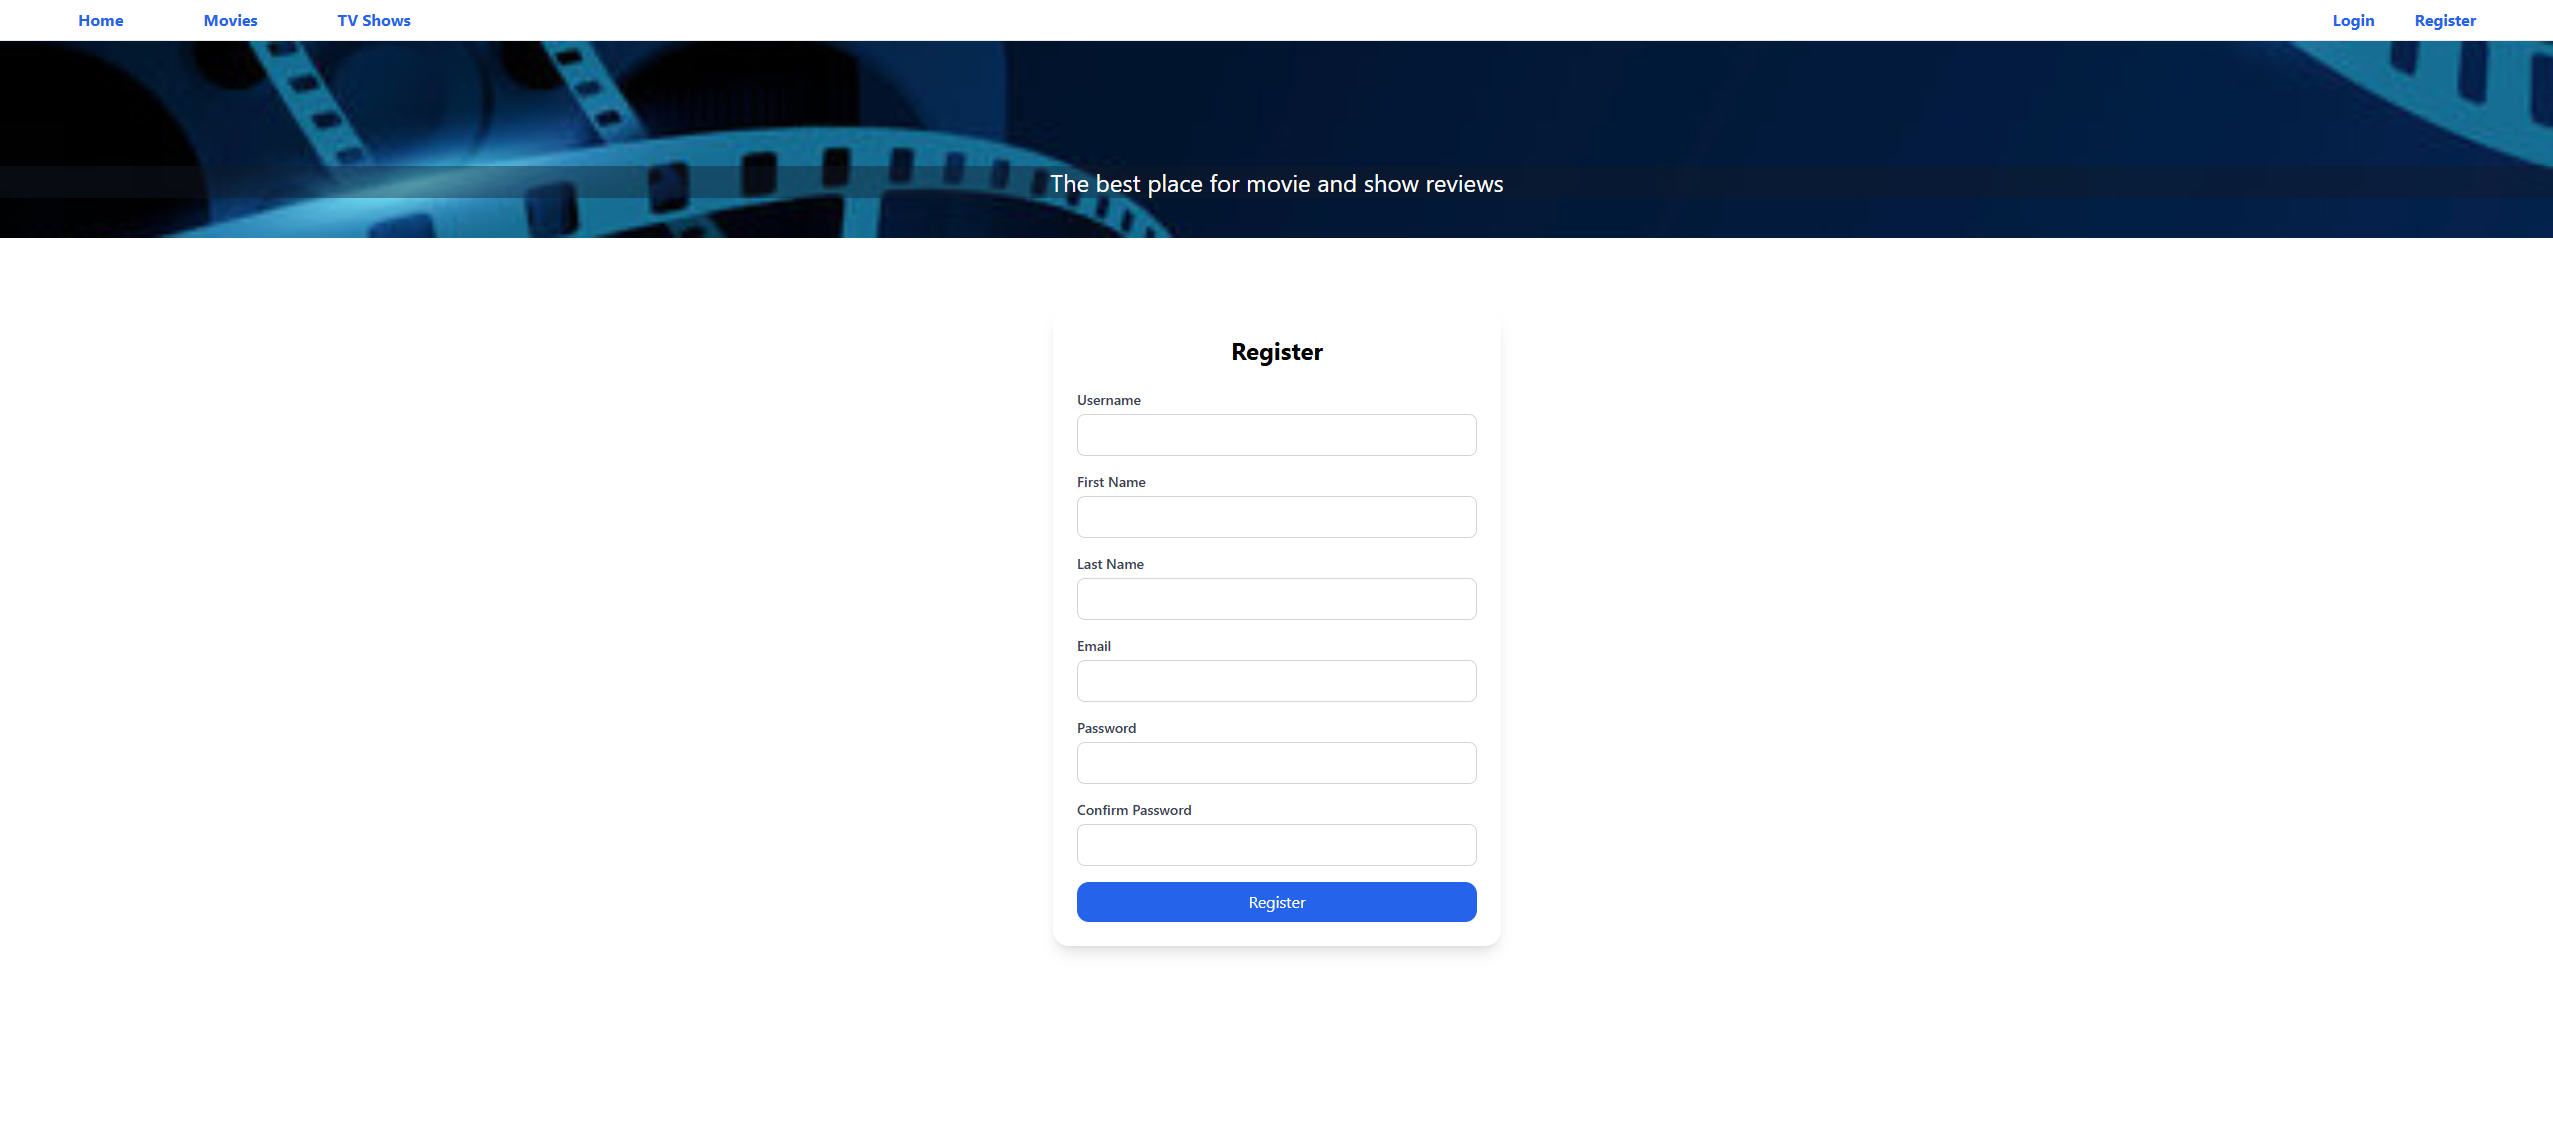 Home Movies TV Shows Login Register
The best place for movie and show reviews
Register
Username
First Name
Last Name
Email
Password
Confirm Password
Register